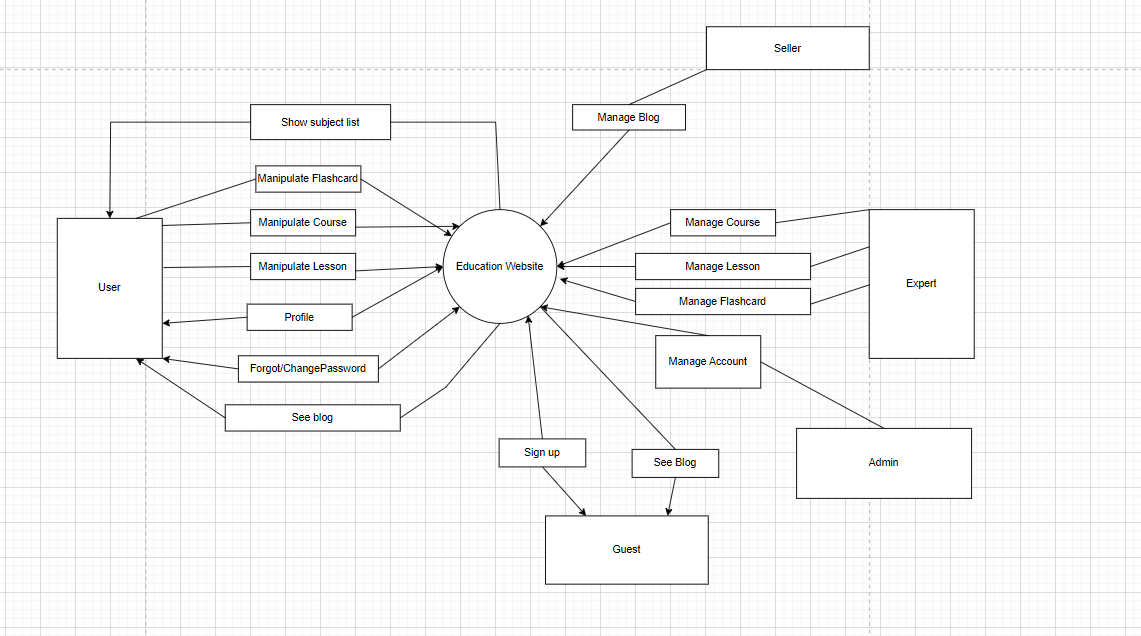 Seller
Show subject list
Manage Blog
Manipulate Flashcard
Manipulate Course
Manage Course
Manipulate Lesson
Education Website
Manage Lesson
User
Expert
Manage Flashcard
Profile
Forgot/ChangePassword
Manage Account
See blog
Sign up
See Blog
Admin
Guest